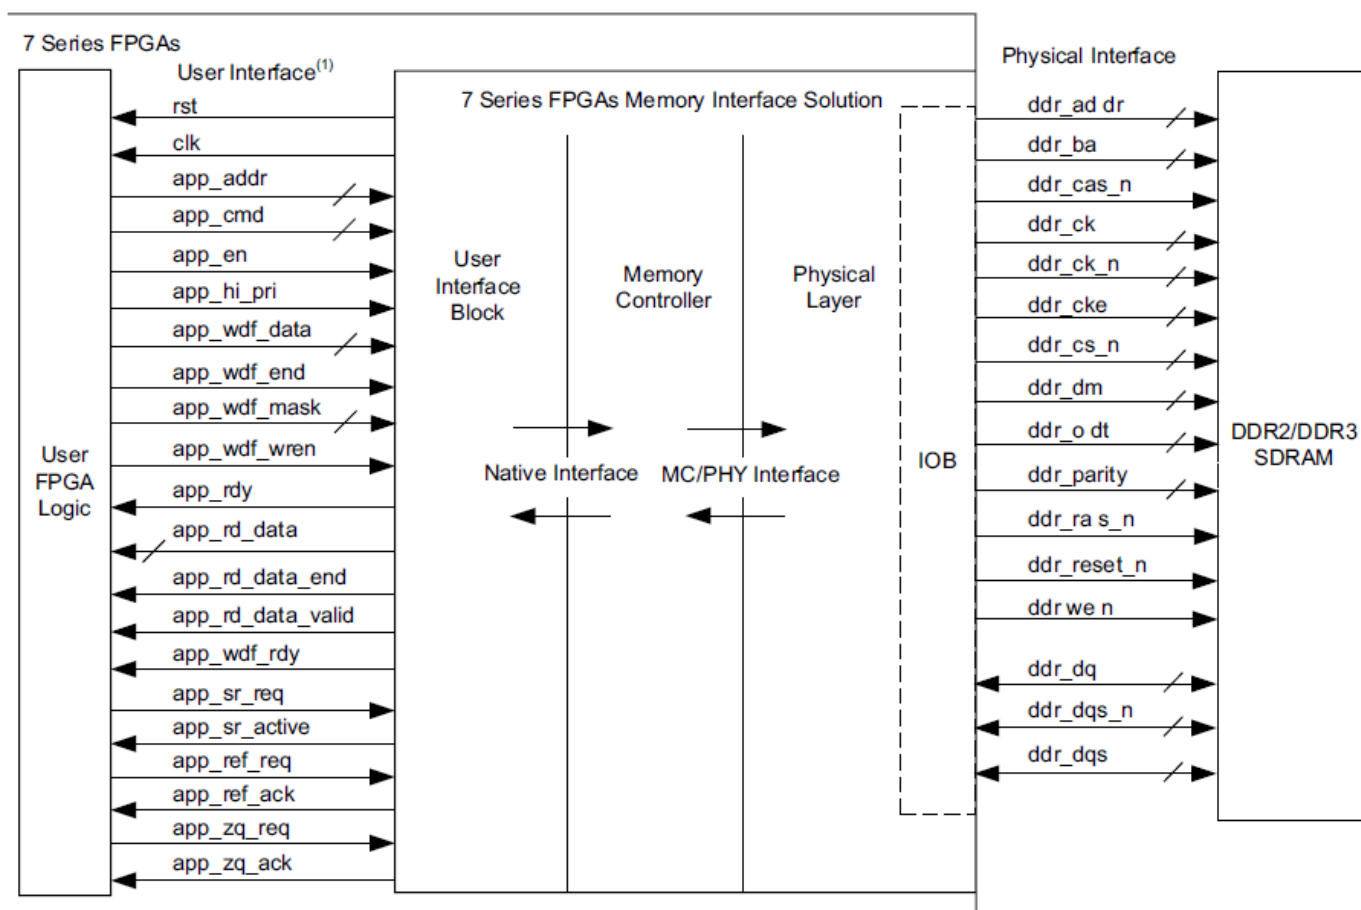 7 Series FPGAs
User Interface(1)
Physical Interface
7 Series FPGAs Memory Interface Solution
rst
clk
app_addr
app_cmd
app_en
app_hi_pri
app_wdf_data
app_wdf_end
app_wdf_mask
app_wdf_wren
app_rdy
app_rd_data
app_rd_data_end
app_rd_data_valid
app_wdf_rdy
app_sr_req
app_sr_active
app_ref_req
app_ref_ack
app_zq_req
app_zq_ack
User
FPGA
Logic
User
Interface
Block
Memory
Controller
Physical
Layer
Native Interface
MC/PHY Interface
IOB
ddr_ad dr
ddr_ba
ddr_cas_n
ddr_ck
ddr_ck_n
ddr_cke
ddr_cs_n
ddr_dm
ddr_o dt
ddr_parity
ddr_ra s_n
ddr_reset_n
ddr we n
ddr_dq
ddr_dqs_n
ddr_dqs
DDR2/DDR3
SDRAM